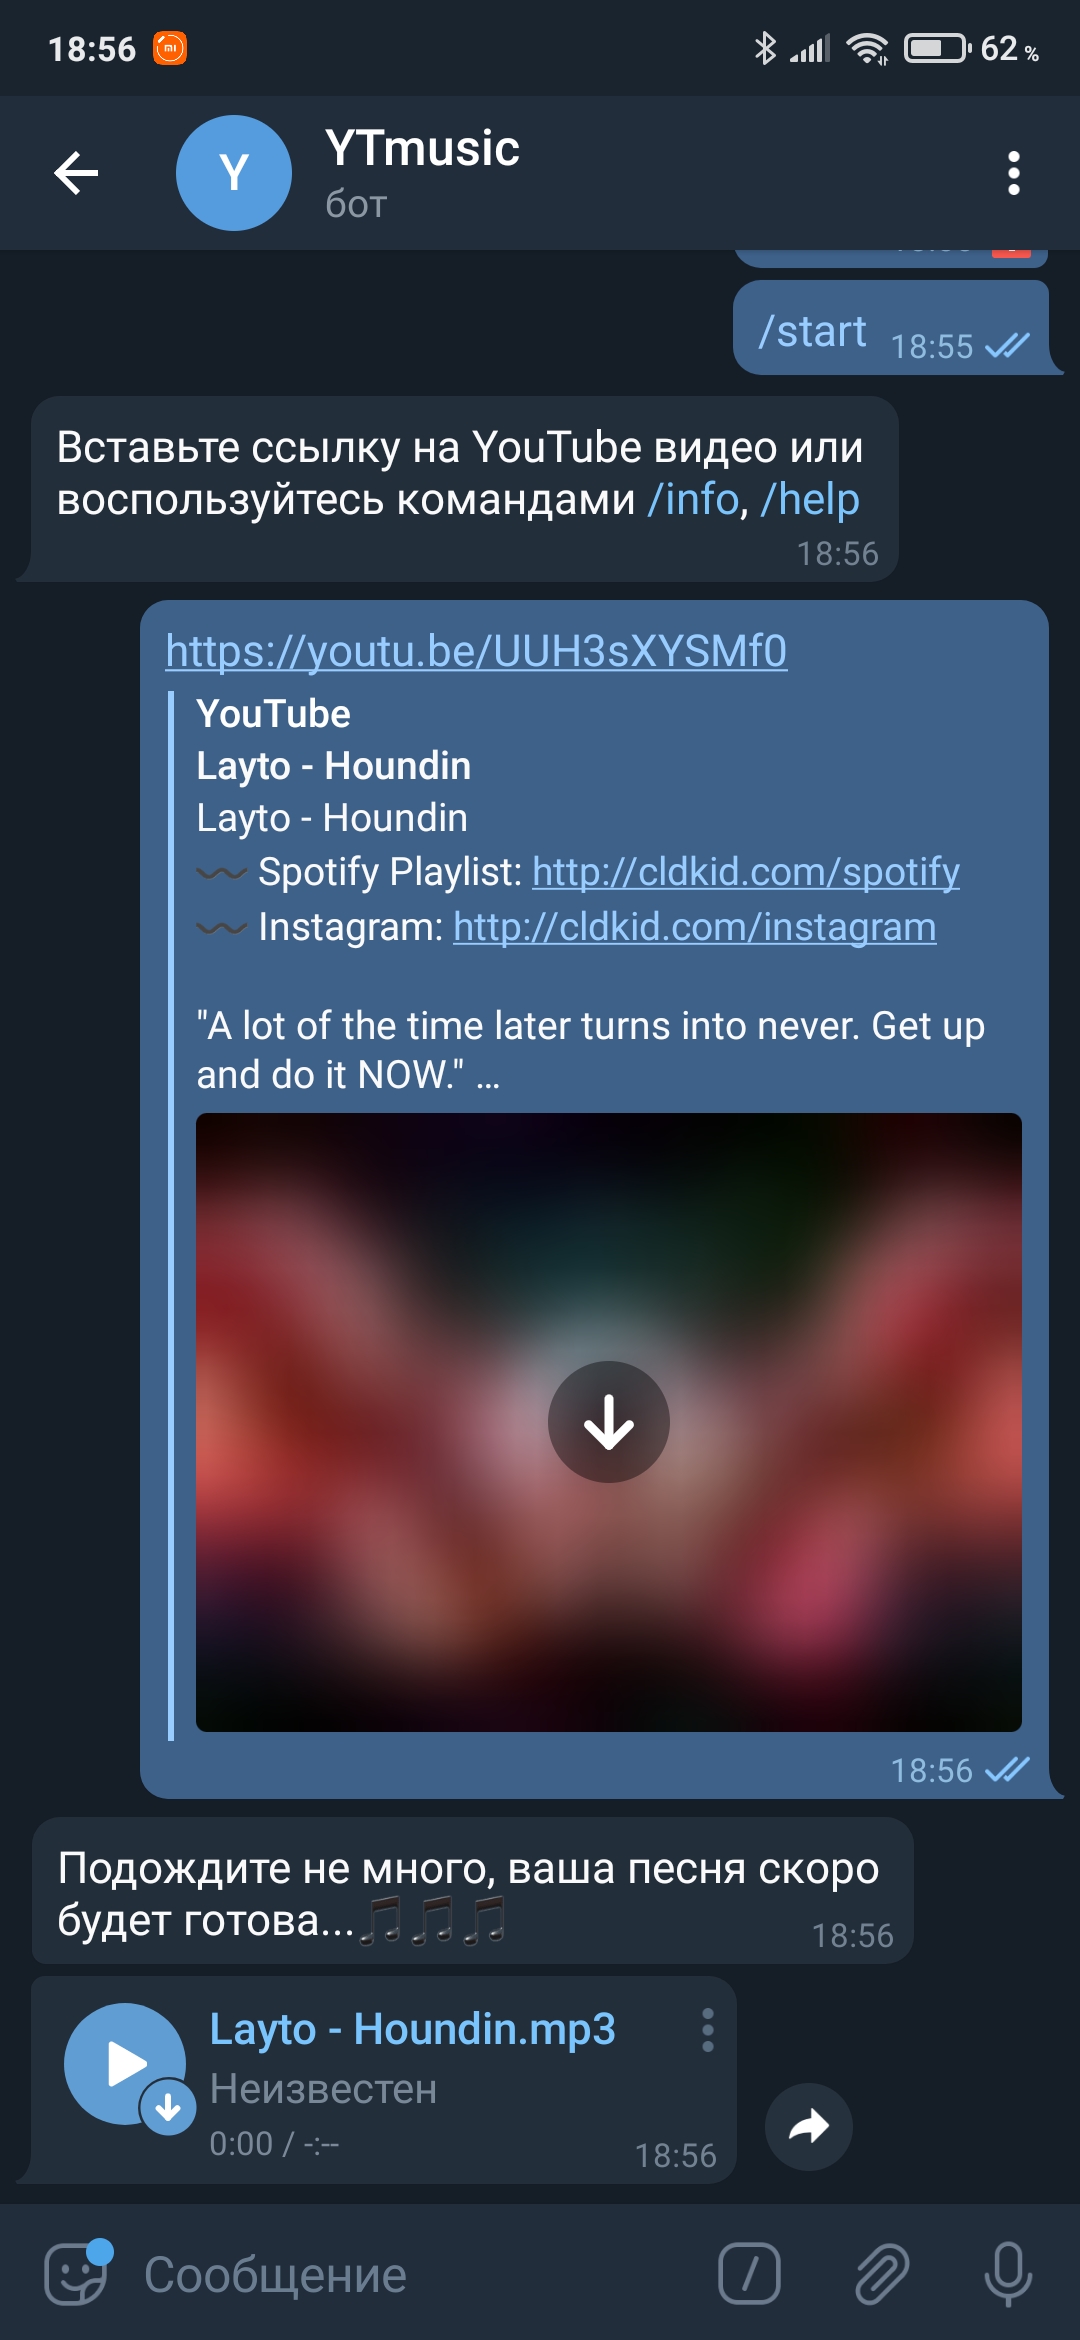 18:56
62 %
Y
YTmusic
бот
/start 18:55
Вставьте ссылку на YouTube видео или
воспользуйтесь командами /info, /help
18:56
https://youtu.be/UUH3sXYSMf0
YouTube
Layto - Houndin
Layto - Houndin
〰️ Spotify Playlist: http://cldkid.com/spotify
〰️ Instagram: http://cldkid.com/instagram
"A lot of the time later turns into never. Get up
and do it NOW." ...
18:56
Подождите не много, ваша песня скоро
будет готова...🎵🎵🎵 18:56
Layto - Houndin.mp3
Неизвестен
0:00 / -:--
18:56
Сообщение